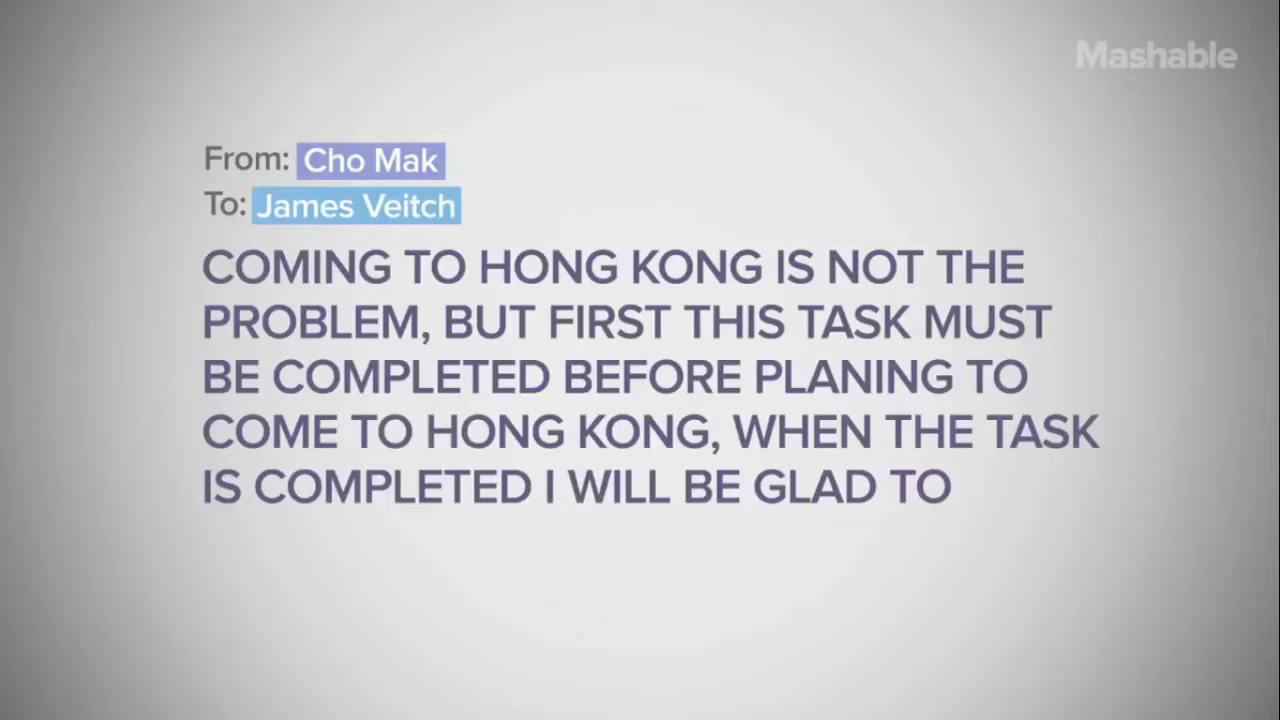 Mashable
From: Cho Mak
To: James Veitch
COMING TO HONG KONG IS NOT THE
PROBLEM, BUT FIRST THIS TASK MUST
BE COMPLETED BEFORE PLANING TO
COME TO HONG KONG, WHEN THE TASK
IS COMPLETED I WILL BE GLAD TO